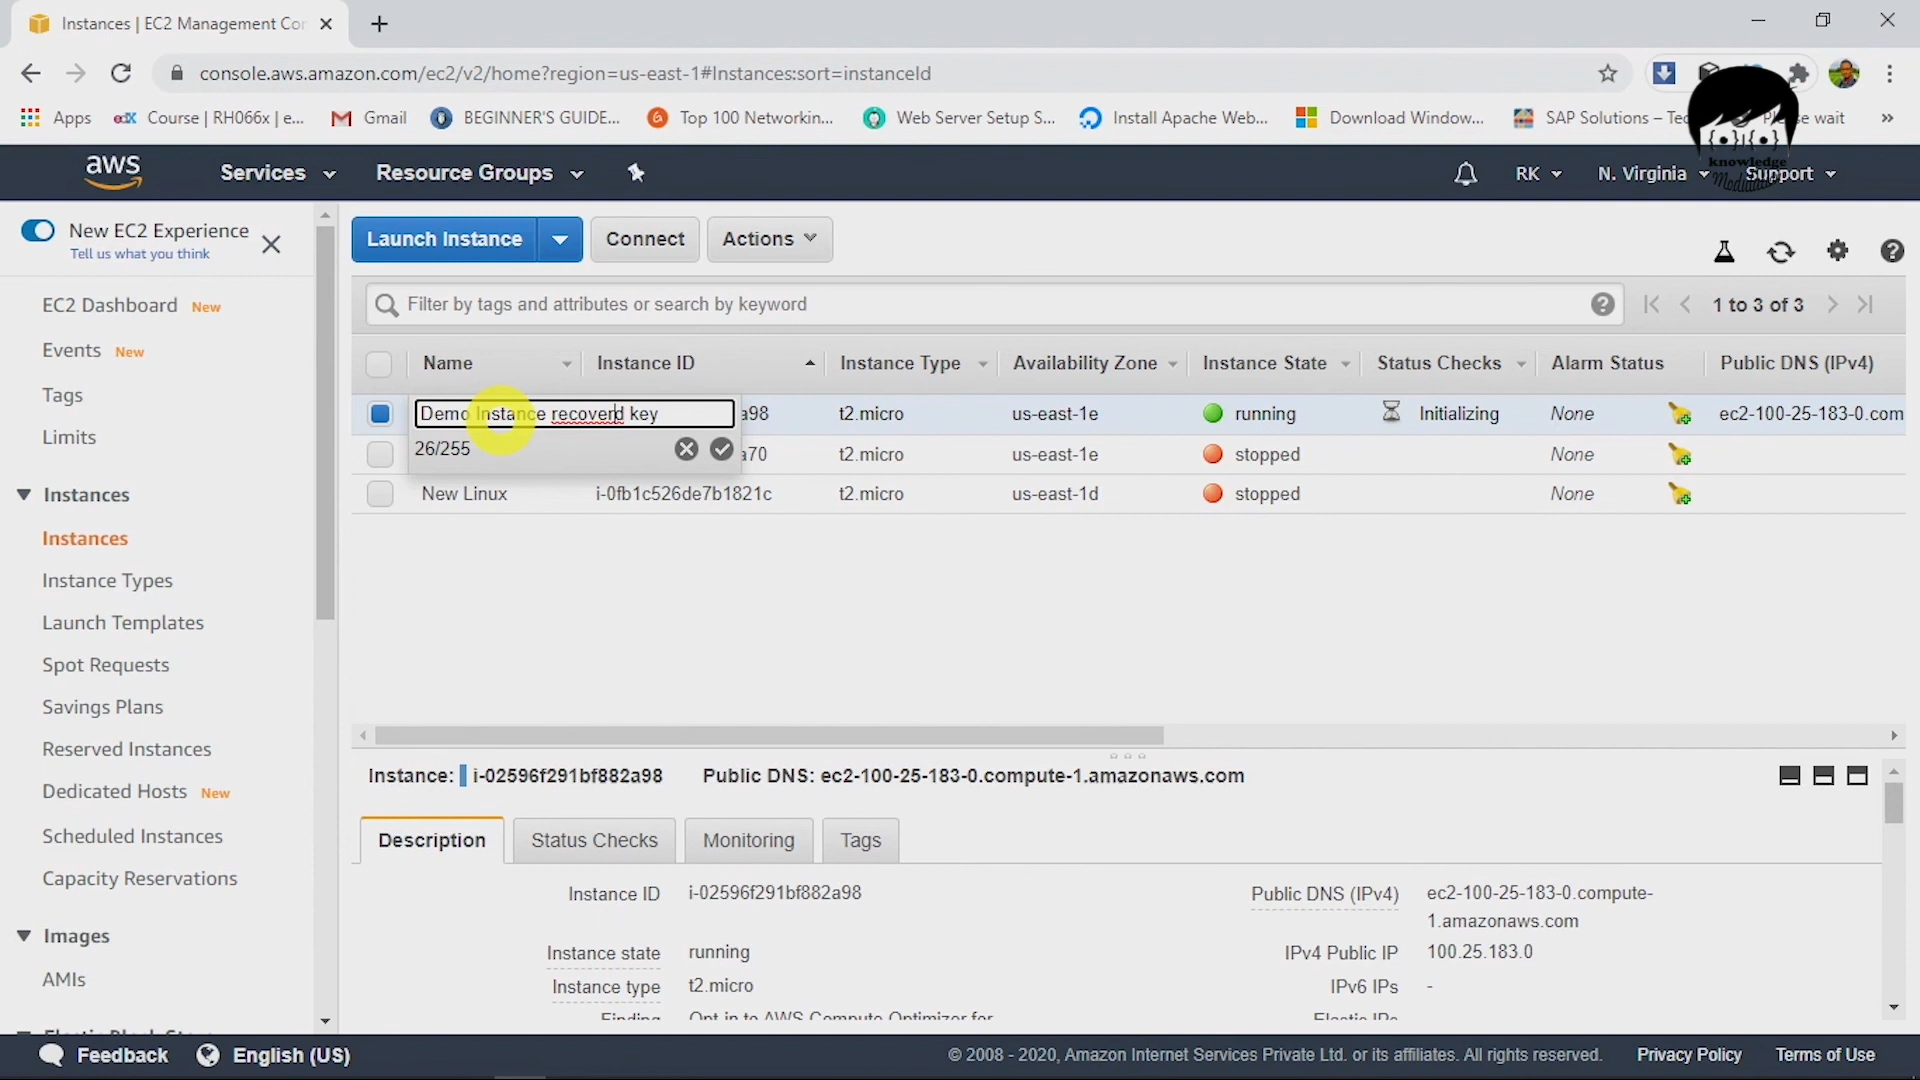 Instances | EC2 Management Con
console.aws.amazon.com/ec2/v2/home?region=us-east-1#Instances:sort=instanceId
Apps edX Course | RH066x | e... Gmail BEGINNER'S GUIDE... Top 100 Networkin... Web Server Setup S... Install Apache Web... Download Window... SAP Solutions – Tec wait »
aws Services Resource Groups RK N. Virginia Support
knowledge
New EC2 Experience
Tell us what you think
Launch Instance Connect Actions
Filter by tags and attributes or search by keyword
1 to 3 of 3
Name Instance ID Instance Type Availability Zone Instance State Status Checks Alarm Status Public DNS (IPv4)
Demo Instance recoverd key a98 t2.micro us-east-1e running Initializing None ec2-100-25-183-0.com
26/255 a70 t2.micro us-east-1e stopped None
New Linux i-0fb1c526de7b1821c t2.micro us-east-1d stopped None
EC2 Dashboard New
Events New
Tags
Limits
Instances
Instances
Instance Types
Launch Templates
Spot Requests
Savings Plans
Reserved Instances
Dedicated Hosts New
Scheduled Instances
Capacity Reservations
Images
AMIs
Instance: i-02596f291bf882a98 Public DNS: ec2-100-25-183-0.compute-1.amazonaws.com
Description Status Checks Monitoring Tags
Instance ID i-02596f291bf882a98 Public DNS (IPv4) ec2-100-25-183-0.compute-
1.amazonaws.com
Instance state running IPv4 Public IP 100.25.183.0
Instance type t2.micro IPv6 IPs -
Finding Opt-in to AWS Compute Optimizer for Elastic IPs
Feedback English (US) © 2008 - 2020, Amazon Internet Services Private Ltd. or its affiliates. All rights reserved. Privacy Policy Terms of Use